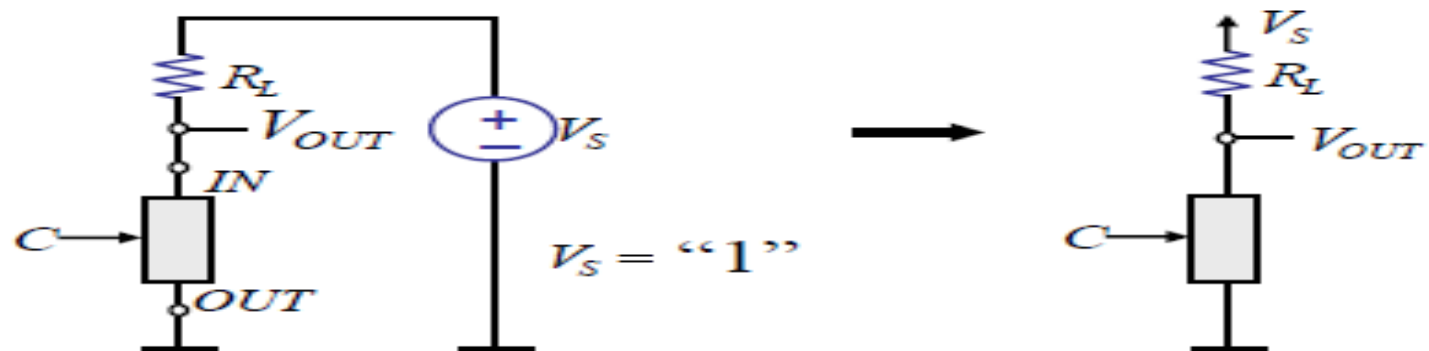 R_L
V_OUT
IN
C
OUT
+
−
V_S
V_S = “1”
V_S
R_L
V_OUT
C